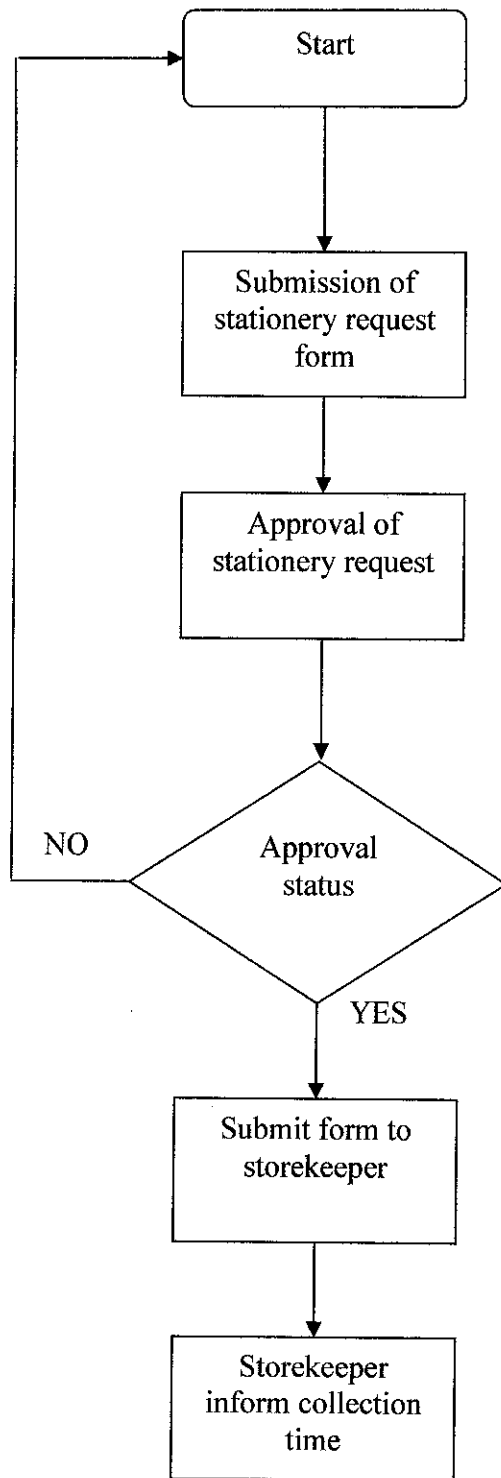 Start
Submission of
stationery request
form
Approval of
stationery request
Approval
status
NO
YES
Submit form to
storekeeper
Storekeeper
inform collection
time